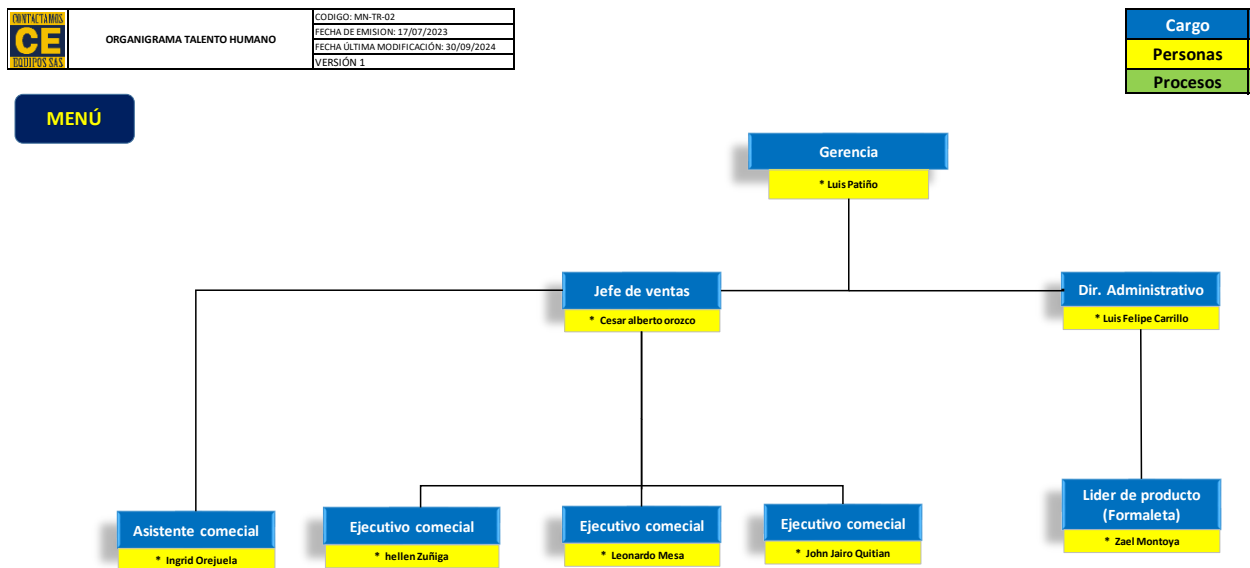 CONTACTAMOS
CE
EQUIPOS SAS
ORGANIGRAMA TALENTO HUMANO
CODIGO: MN-TR-02
FECHA DE EMISION: 17/07/2023
FECHA ÚLTIMA MODIFICACIÓN: 30/09/2024
VERSIÓN 1
Cargo
Personas
Procesos
MENÚ
Gerencia
* Luis Patiño
Jefe de ventas
* Cesar alberto orozco
Dir. Administrativo
* Luis Felipe Carrillo
Asistente comecial
* Ingrid Orejuela
Ejecutivo comecial
* hellen Zuñiga
Ejecutivo comecial
* Leonardo Mesa
Ejecutivo comecial
* John Jairo Quitian
Lider de producto
(Formaleta)
* Zael Montoya